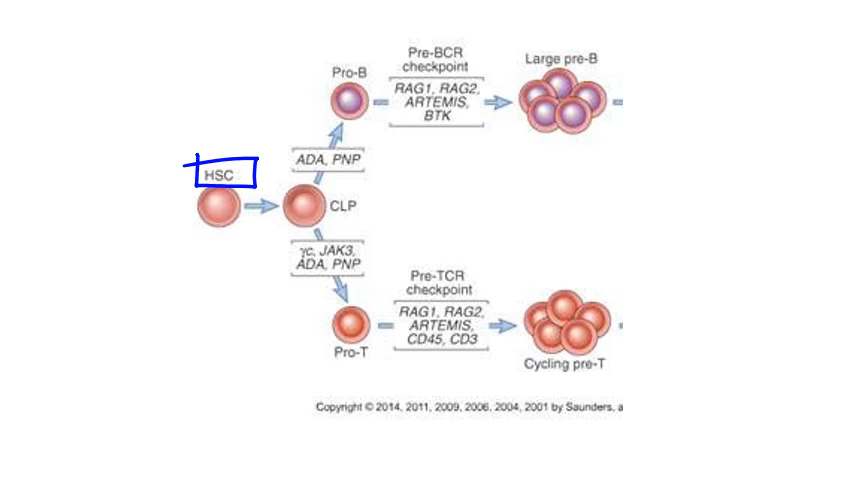 Pre-BCR
checkpoint
Large pre-B
Pro-B
RAG1, RAG2,
ARTEMIS,
BTK
ADA, PNP
HSC
CLP
γc, JAK3,
ADA, PNP
Pre-TCR
checkpoint
RAG1, RAG2,
ARTEMIS,
CD45, CD3
Pro-T
Cycling pre-T
Copyright © 2014, 2011, 2009, 2006, 2004, 2001 by Saunders, a